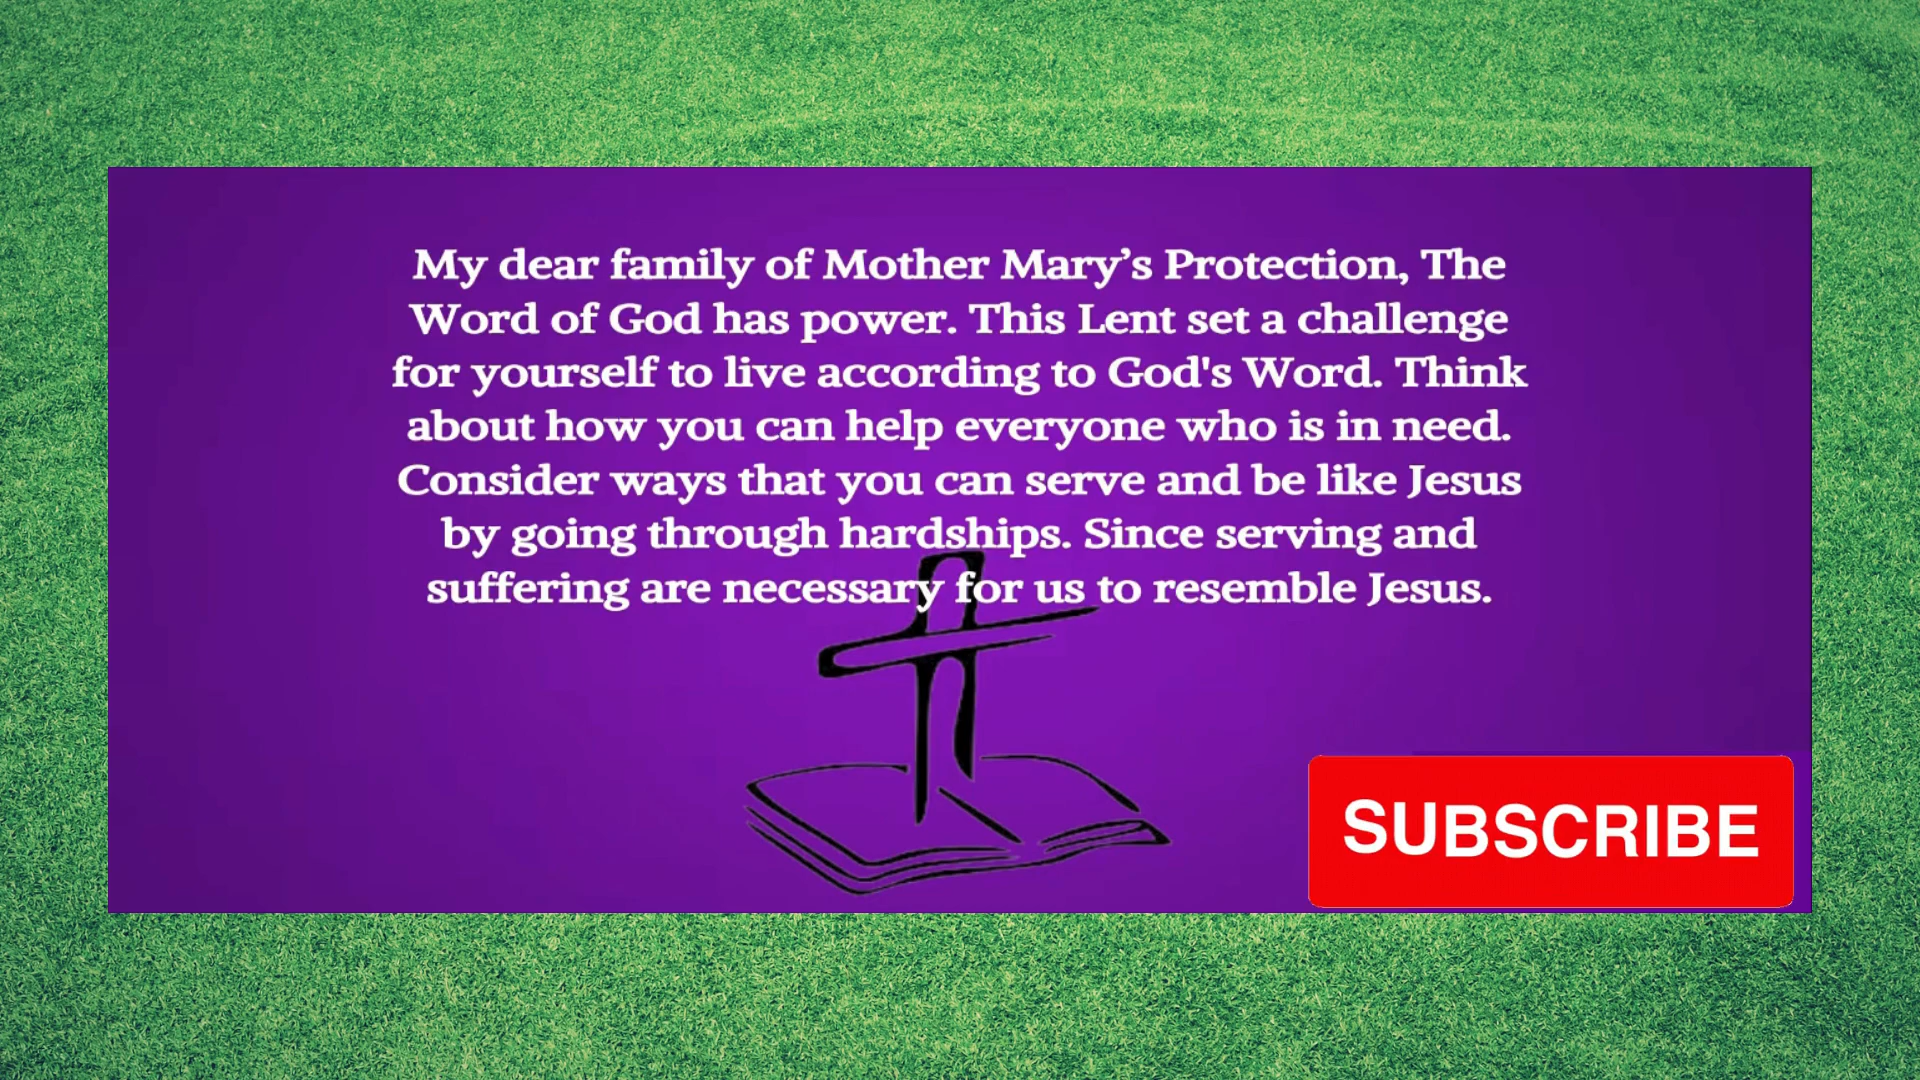 My dear family of Mother Mary’s Protection, The
Word of God has power. This Lent set a challenge
for yourself to live according to God's Word. Think
about how you can help everyone who is in need.
Consider ways that you can serve and be like Jesus
by going through hardships. Since serving and
suffering are necessary for us to resemble Jesus.
SUBSCRIBE